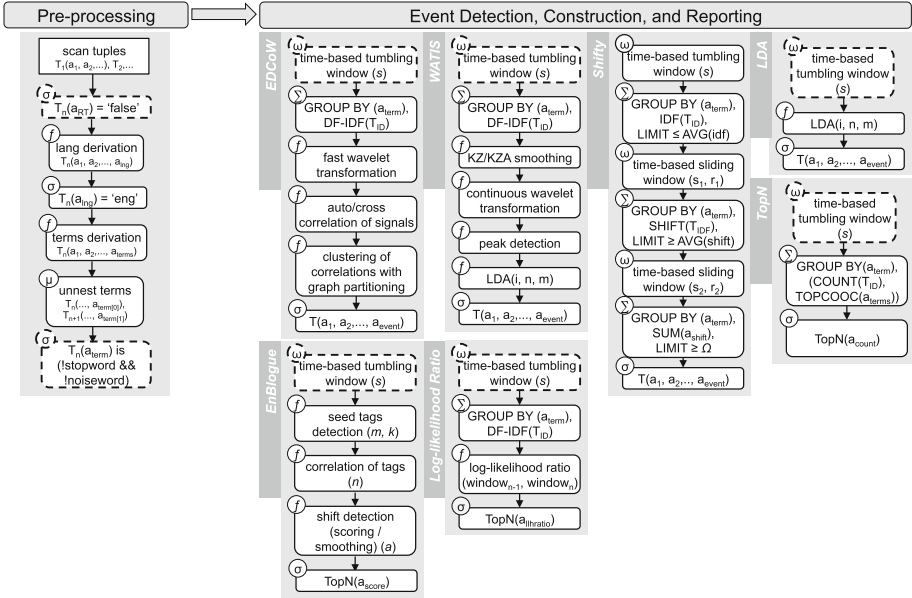 Pre-processing
Event Detection, Construction, and Reporting
scan tuples
T1(a1, a2,...), T2,...
σ
Tn(aRT) = ‘false’
ƒ
lang derivation
Tn(a1, a2,..., alng)
σ
Tn(alng) = ‘eng’
ƒ
terms derivation
Tn(a1, a2,..., aterms)
μ
unnest terms
Tn(..., aterm[0]),
Tn+1(..., aterm[1])
σ
Tn(aterm) is
(!stopword &&
!noiseword)
EDCoW
ω
time-based tumbling
window (s)
Σ
GROUP BY (aterm),
DF-IDF(TID)
ƒ
fast wavelet
transformation
ƒ
auto/cross
correlation of signals
ƒ
clustering of
correlations with
graph partitioning
σ
T(a1, a2,..., aevent)
WATIS
ω
time-based tumbling
window (s)
Σ
GROUP BY (aterm),
DF-IDF(TID)
ƒ
KZ/KZA smoothing
ƒ
continuous wavelet
transformation
ƒ
peak detection
ƒ
LDA(i, n, m)
σ
T(a1, a2,..., aevent)
Shifty
ω
time-based tumbling
window (s)
Σ
GROUP BY (aterm),
IDF(TID),
LIMIT ≤ AVG(idf)
ω
time-based sliding
window (s1, r1)
Σ
GROUP BY (aterm),
SHIFT(TIDF),
LIMIT ≥ AVG(shift)
ω
time-based sliding
window (s2, r2)
Σ
GROUP BY (aterm),
SUM(ashift),
LIMIT ≥ Ω
σ
T(a1, a2,.., aevent)
LDA
ω
time-based
tumbling window
(s)
ƒ
LDA(i, n, m)
σ
T(a1, a2,..., aevent)
TopN
ω
time-based
tumbling window
(s)
Σ
GROUP BY(aterm),
(COUNT(TID),
TOPCOOC(aterms))
σ
TopN(acount)
EnBlogue
ω
time-based tumbling
window (s)
ƒ
seed tags
detection (m, k)
ƒ
correlation of tags
(n)
ƒ
shift detection
(scoring /
smoothing) (a)
σ
TopN(ascore)
Log-likelihood Ratio
ω
time-based tumbling
window (s)
Σ
GROUP BY (aterm),
DF-IDF(TID)
ƒ
log-likelihood ratio
(windown-1, windown)
σ
TopN(allhratio)